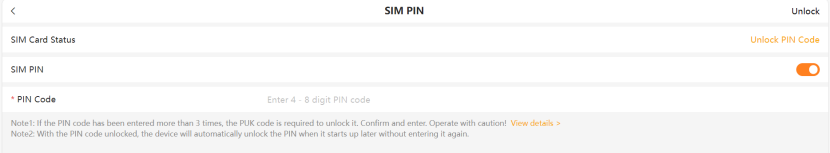 < SIM PIN Unlock
SIM Card Status Unlock PIN Code
SIM PIN
* PIN Code Enter 4 - 8 digit PIN code
Note1: If the PIN code has been entered more than 3 times, the PUK code is required to unlock it. Confirm and enter. Operate with caution! View details >
Note2: With the PIN code unlocked, the device will automatically unlock the PIN when it starts up later without entering it again.